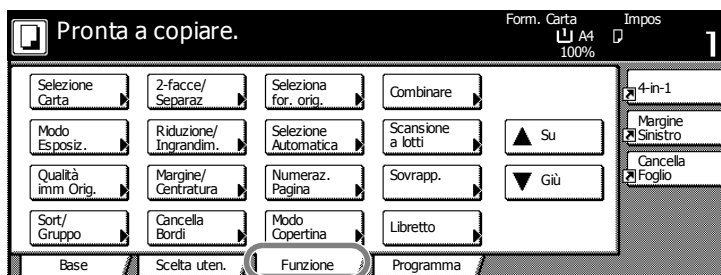 Pronta a copiare.
Form. Carta
Impos
A4
100%
1
Selezione
Carta
2-facce/
Separaz
Seleziona
for. orig.
Combinare
4-in-1
Modo
Esposiz.
Riduzione/
Ingrandim.
Selezione
Automatica
Scansione
a lotti
Su
Margine
Sinistro
Qualità
imm Orig.
Margine/
Centratura
Numeraz.
Pagina
Sovrapp.
Giù
Cancella
Foglio
Sort/
Gruppo
Cancella
Bordi
Modo
Copertina
Libretto
Base
Scelta uten.
Funzione
Programma